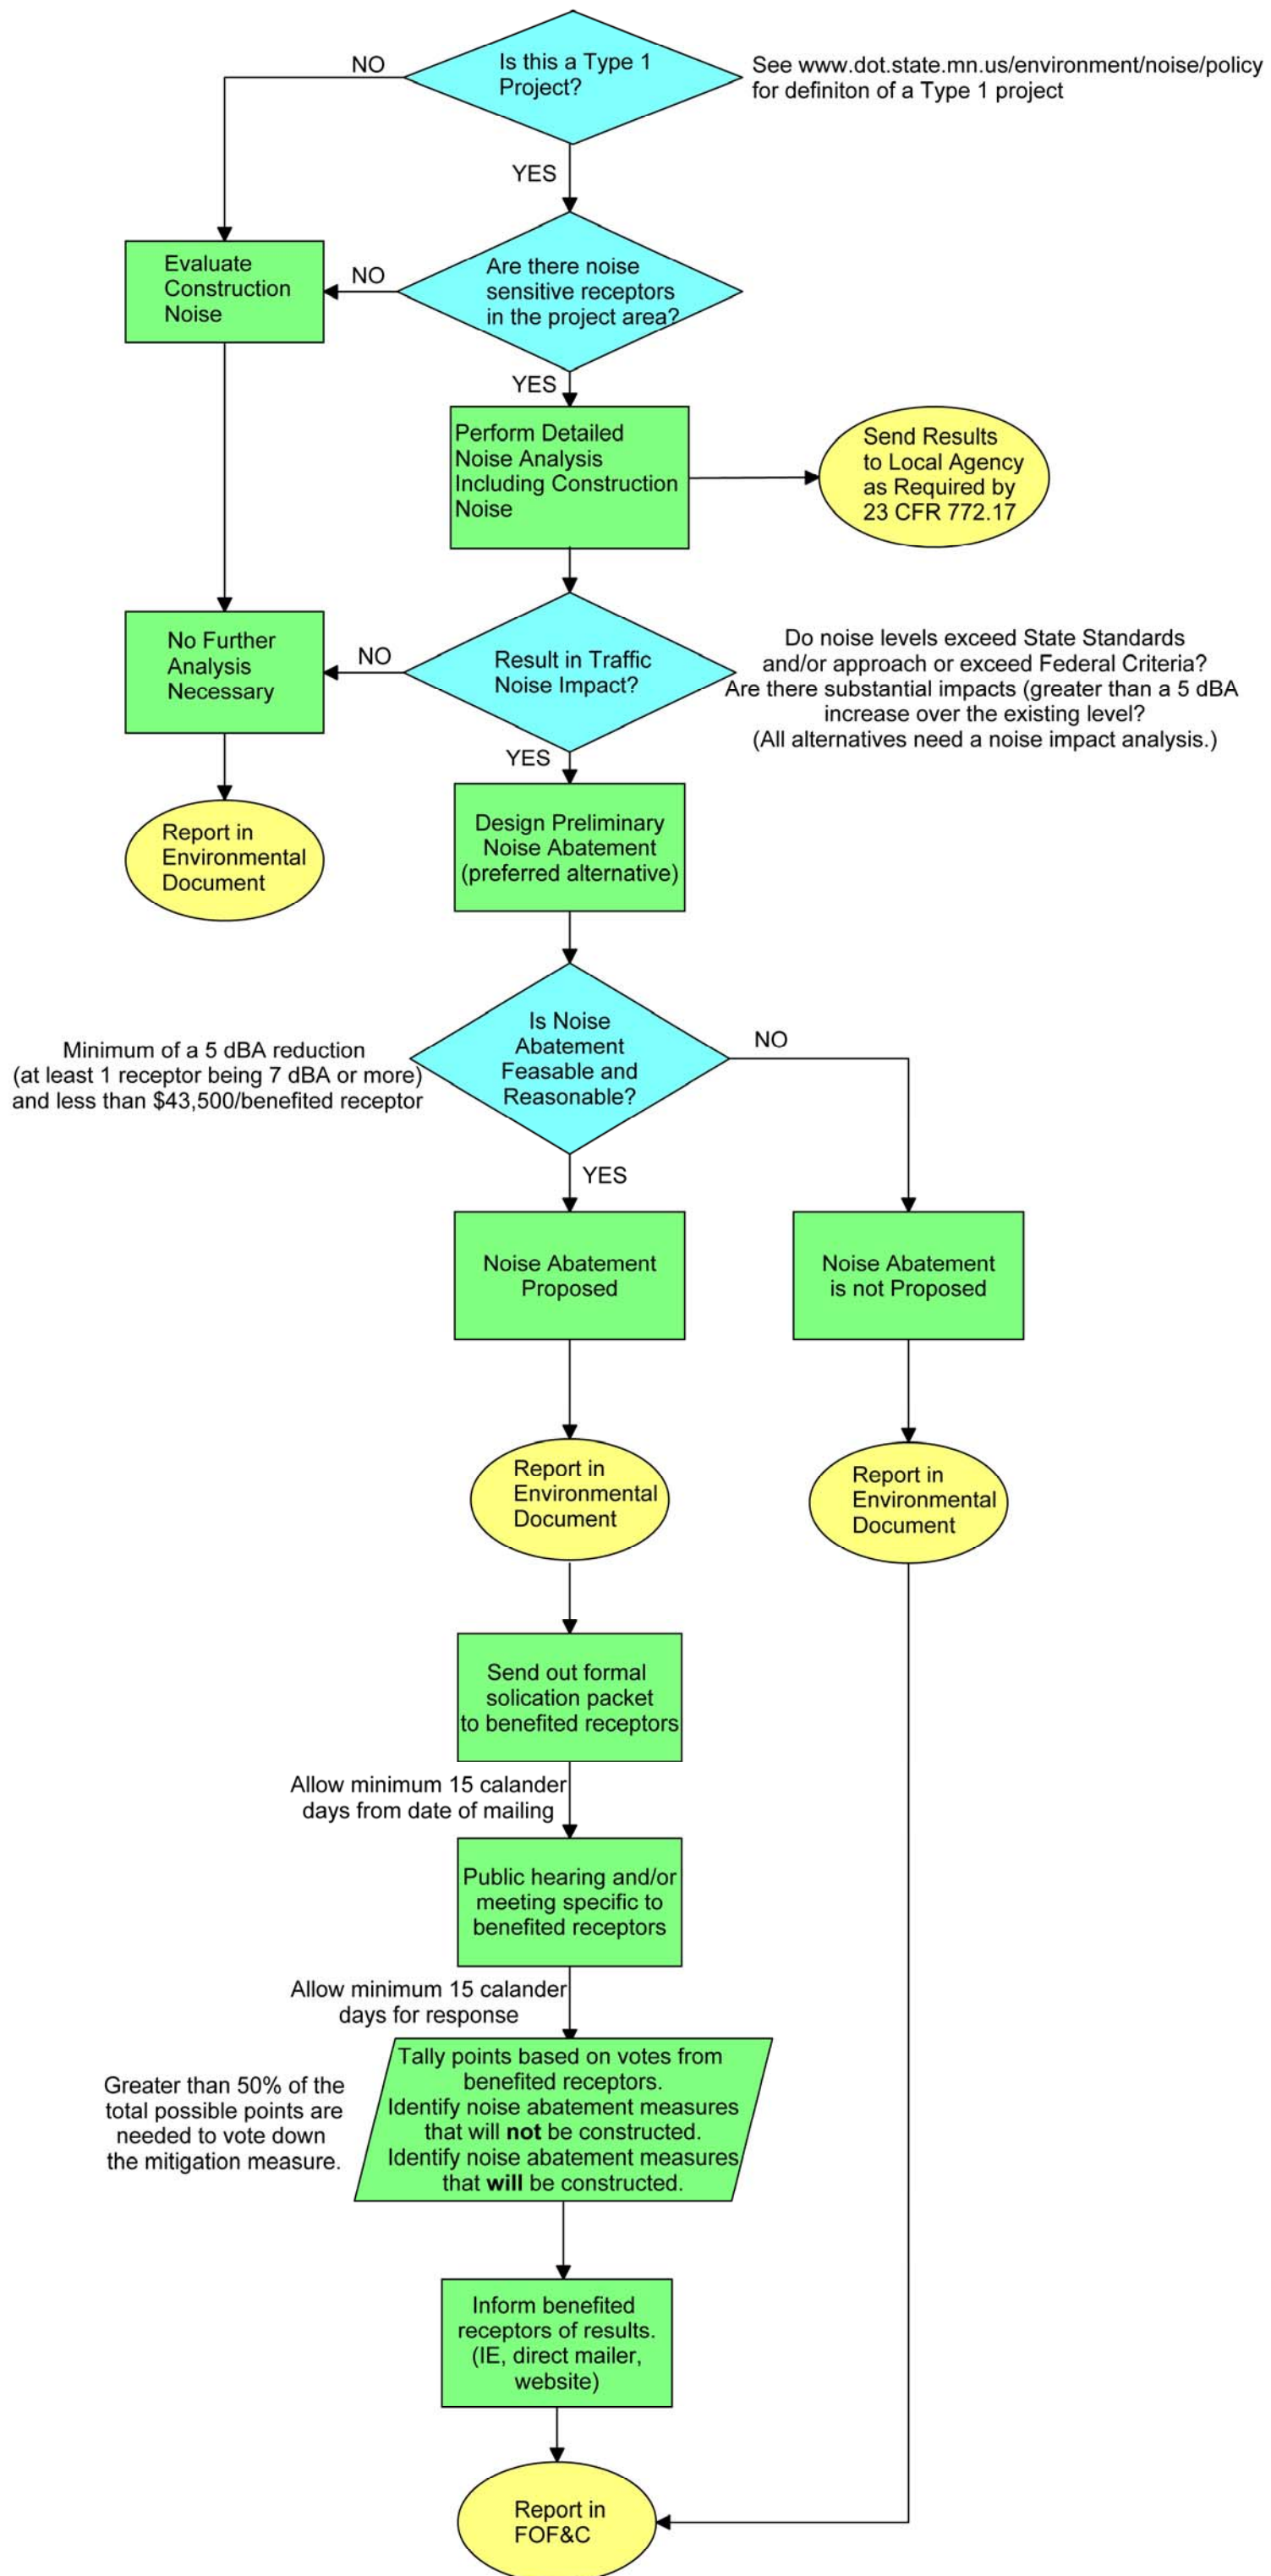 Is this a Type 1
Project?
NO
See www.dot.state.mn.us/environment/noise/policy
for definiton of a Type 1 project
YES
Evaluate
Construction
Noise
NO
Are there noise
sensitive receptors
in the project area?
YES
Perform Detailed
Noise Analysis
Including Construction
Noise
Send Results
to Local Agency
as Required by
23 CFR 772.17
No Further
Analysis
Necessary
NO
Result in Traffic
Noise Impact?
Do noise levels exceed State Standards
and/or approach or exceed Federal Criteria?
Are there substantial impacts (greater than a 5 dBA
increase over the existing level?
(All alternatives need a noise impact analysis.)
YES
Report in
Environmental
Document
Design Preliminary
Noise Abatement
(preferred alternative)
Minimum of a 5 dBA reduction
(at least 1 receptor being 7 dBA or more)
and less than $43,500/benefited receptor
Is Noise
Abatement
Feasable and
Reasonable?
NO
YES
Noise Abatement
Proposed
Noise Abatement
is not Proposed
Report in
Environmental
Document
Report in
Environmental
Document
Send out formal
solication packet
to benefited receptors
Allow minimum 15 calander
days from date of mailing
Public hearing and/or
meeting specific to
benefited receptors
Allow minimum 15 calander
days for response
Greater than 50% of the
total possible points are
needed to vote down
the mitigation measure.
Tally points based on votes from
benefited receptors.
Identify noise abatement measures
that will not be constructed.
Identify noise abatement measures
that will be constructed.
Inform benefited
receptors of results.
(IE, direct mailer,
website)
Report in
FOF&C